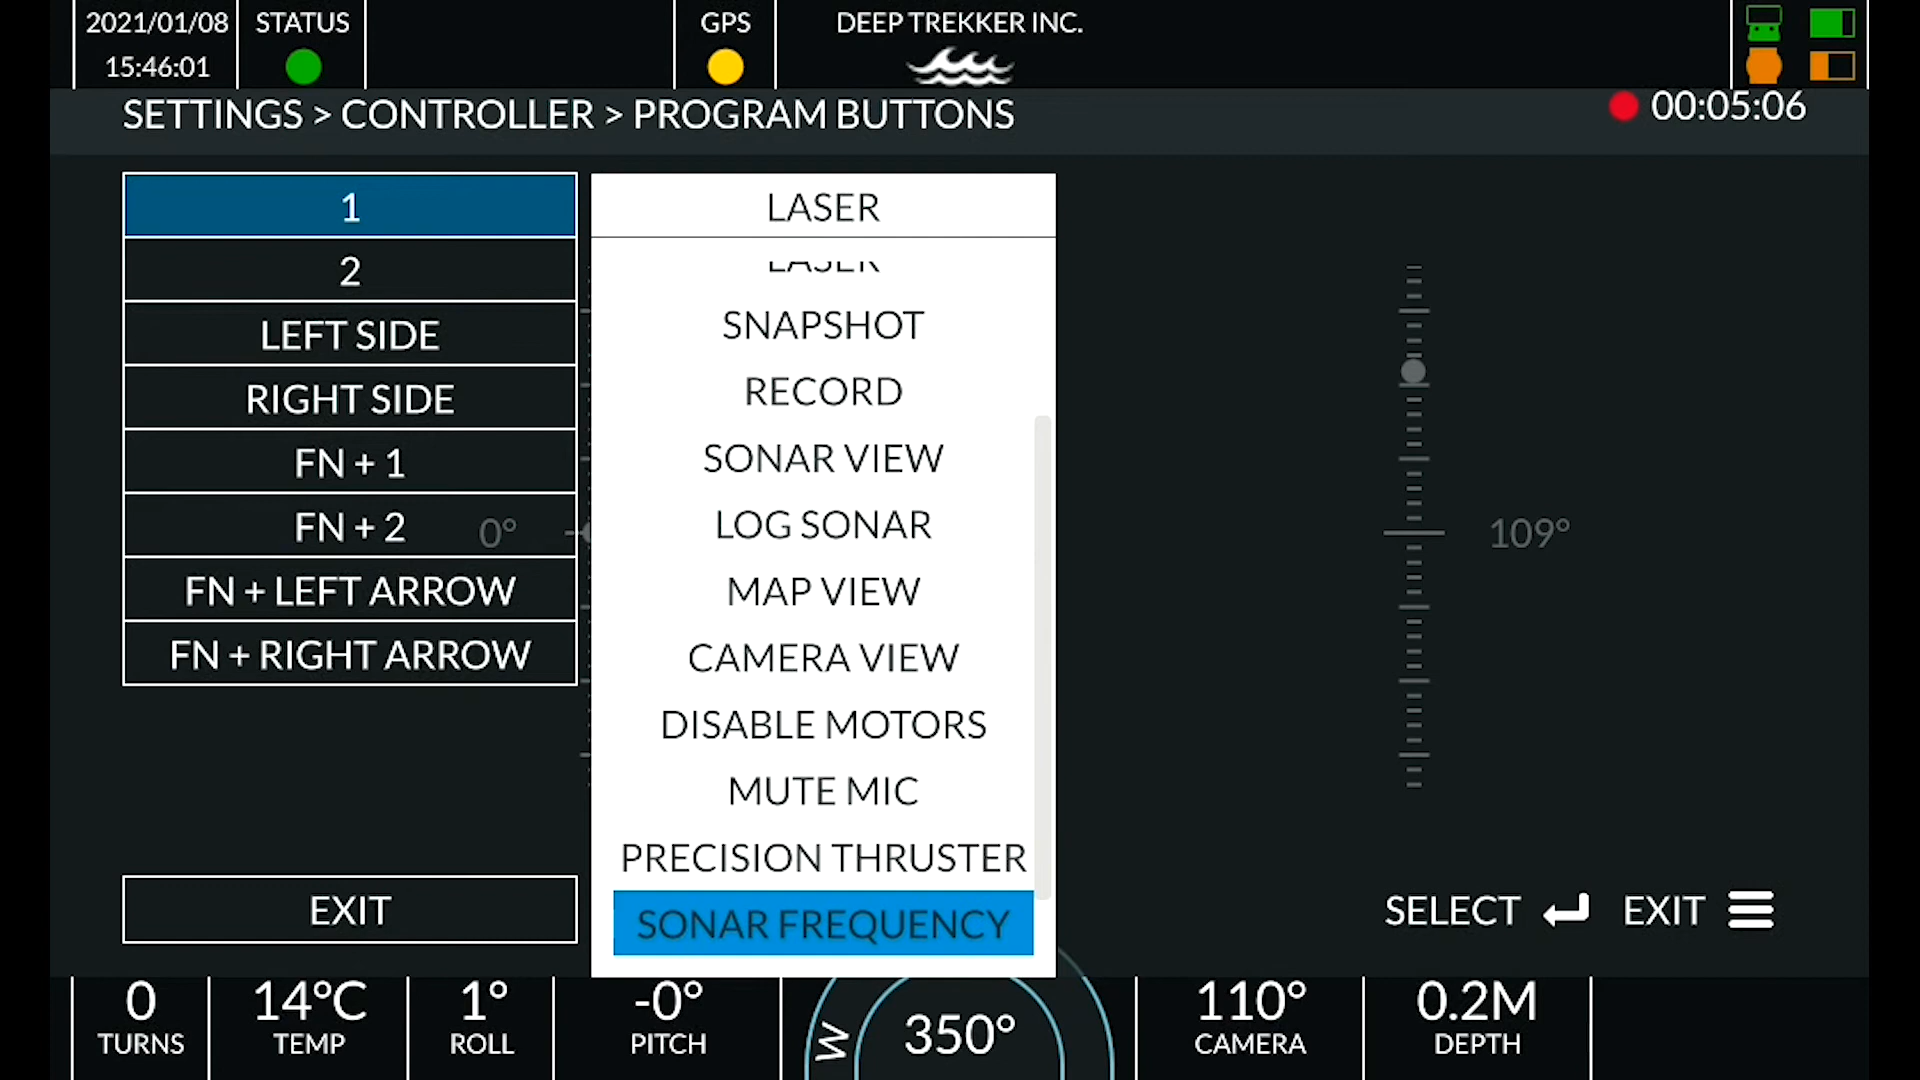 2021/01/08
15:46:01
STATUS
GPS
DEEP TREKKER INC.
SETTINGS > CONTROLLER > PROGRAM BUTTONS
00:05:06
1
2
LEFT SIDE
RIGHT SIDE
FN + 1
FN + 2
FN + LEFT ARROW
FN + RIGHT ARROW
EXIT
0°
LASER
LASER
SNAPSHOT
RECORD
SONAR VIEW
LOG SONAR
MAP VIEW
CAMERA VIEW
DISABLE MOTORS
MUTE MIC
PRECISION THRUSTER
SONAR FREQUENCY
109°
SELECT
EXIT
0
TURNS
14°C
TEMP
1°
ROLL
-0°
PITCH
W
350°
110°
CAMERA
0.2M
DEPTH